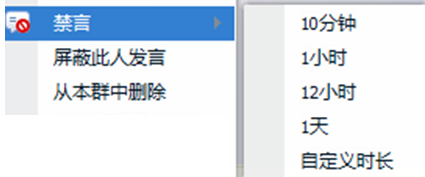 禁言
屏蔽此人发言
从本群中删除
10分钟
1小时
12小时
1天
自定义时长